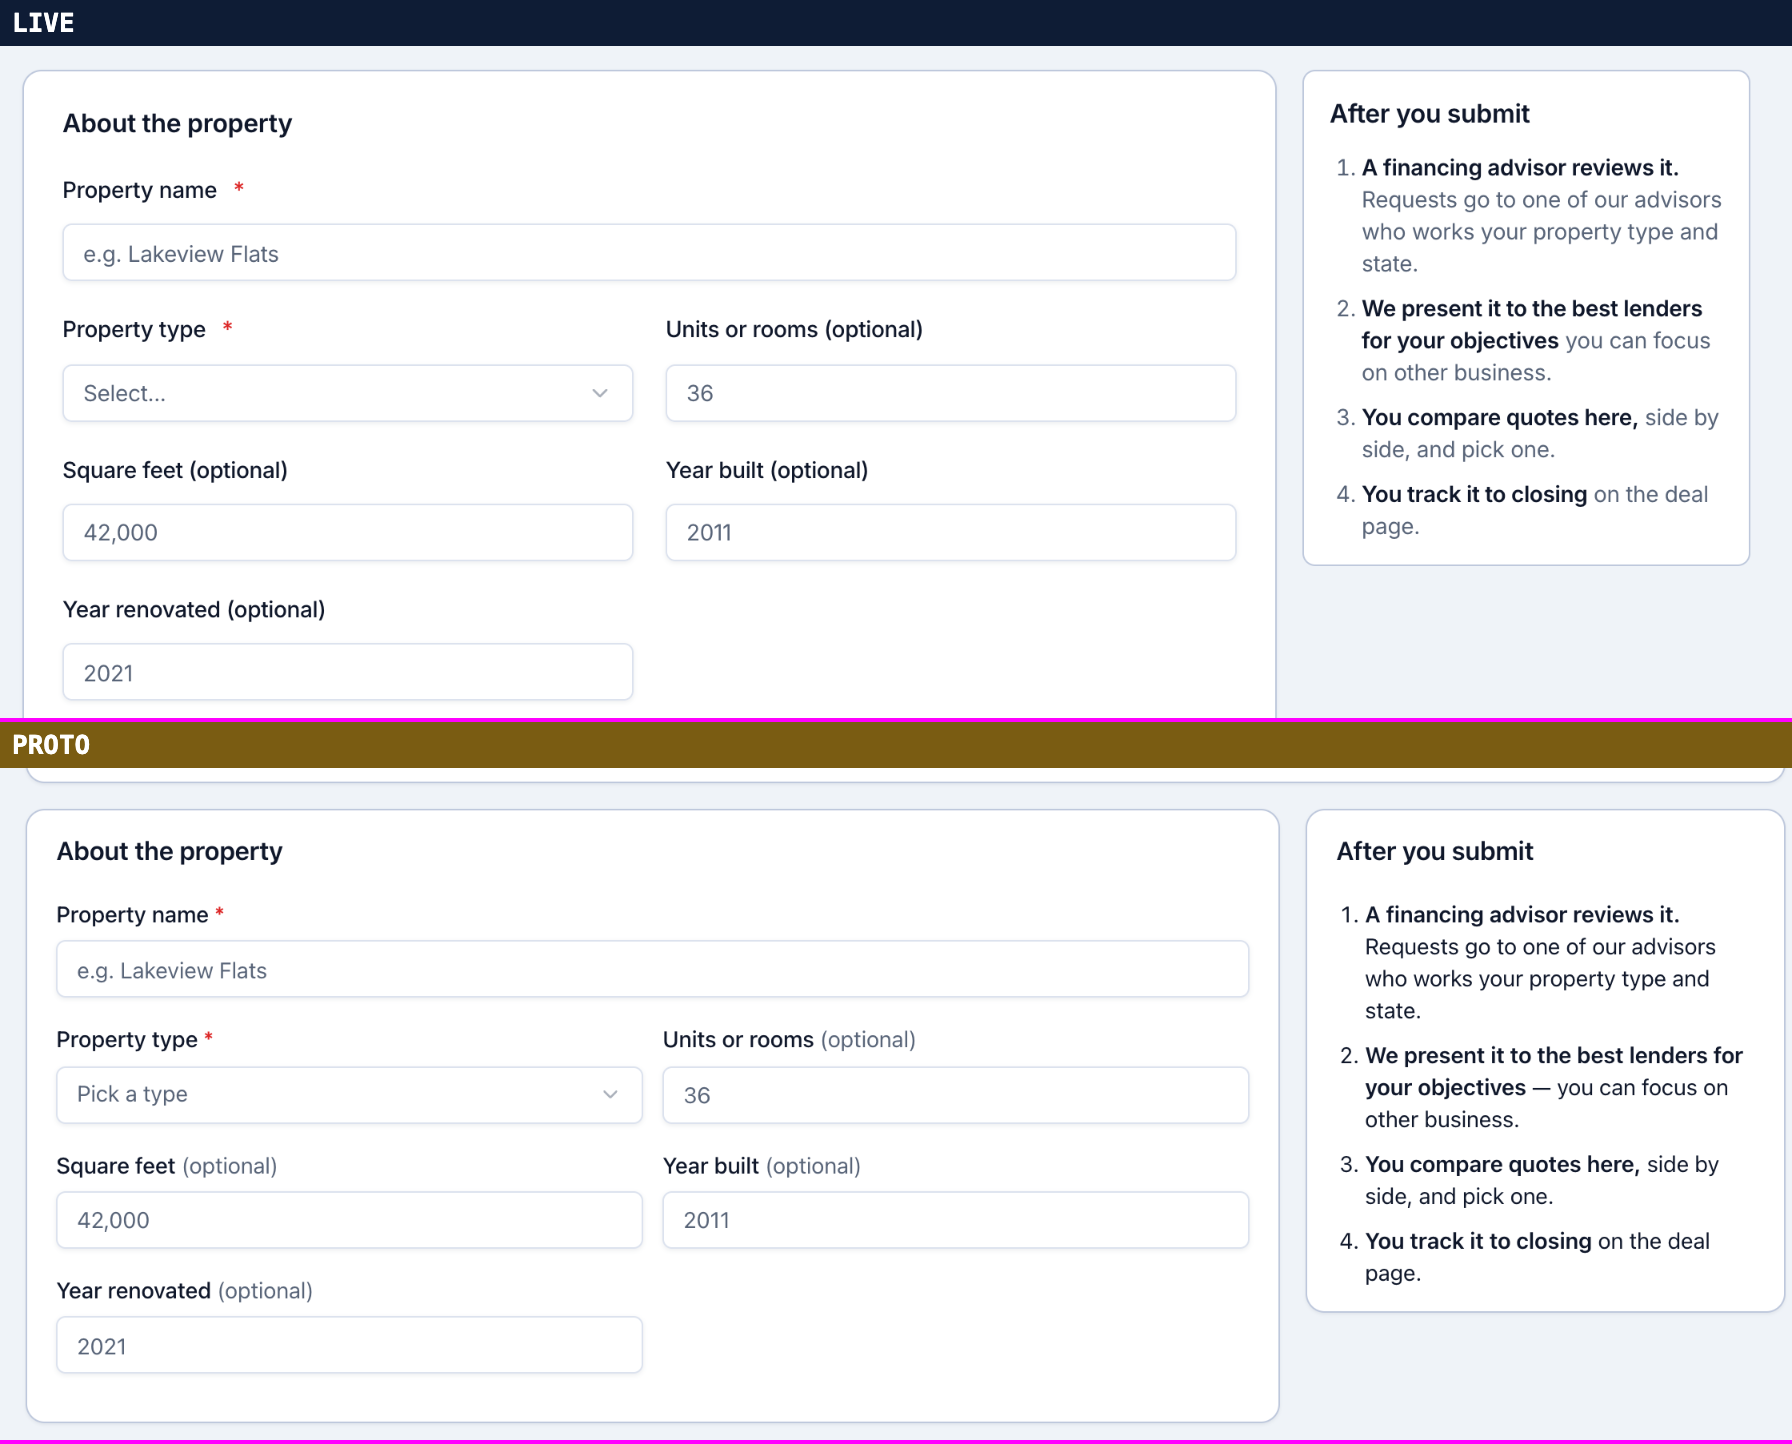 LIVE
About the property
Property name *
e.g. Lakeview Flats
Property type *
Units or rooms (optional)
Select...
36
Square feet (optional)
Year built (optional)
42,000
2011
Year renovated (optional)
2021
After you submit
1. A financing advisor reviews it.
Requests go to one of our advisors
who works your property type and
state.
2. We present it to the best lenders
for your objectives you can focus
on other business.
3. You compare quotes here, side by
side, and pick one.
4. You track it to closing on the deal
page.
PROTO
About the property
Property name *
e.g. Lakeview Flats
Property type *
Units or rooms (optional)
Pick a type
36
Square feet (optional)
Year built (optional)
42,000
2011
Year renovated (optional)
2021
After you submit
1. A financing advisor reviews it.
Requests go to one of our advisors
who works your property type and
state.
2. We present it to the best lenders for
your objectives — you can focus on
other business.
3. You compare quotes here, side by
side, and pick one.
4. You track it to closing on the deal
page.